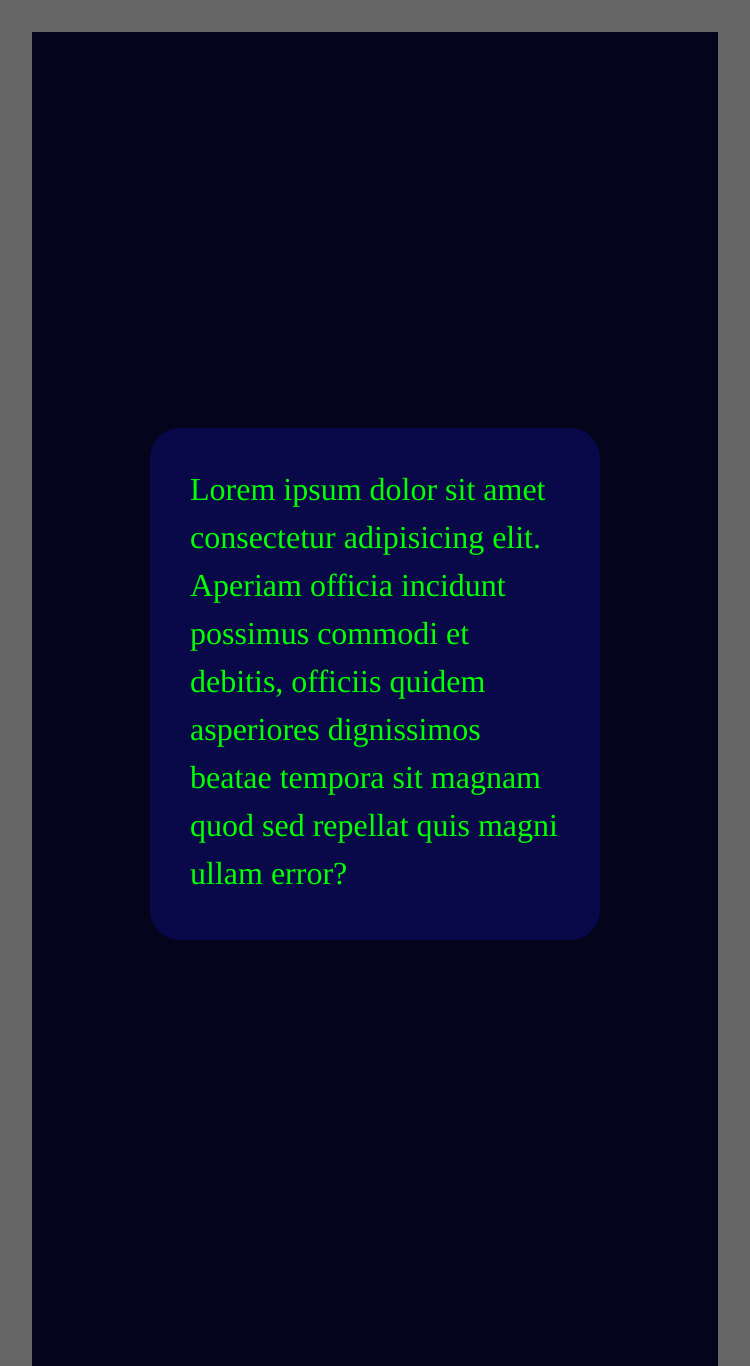 Lorem ipsum dolor sit amet
consectetur adipisicing elit.
Aperiam officia incidunt
possimus commodi et
debitis, officiis quidem
asperiores dignissimos
beatae tempora sit magnam
quod sed repellat quis magni
ullam error?